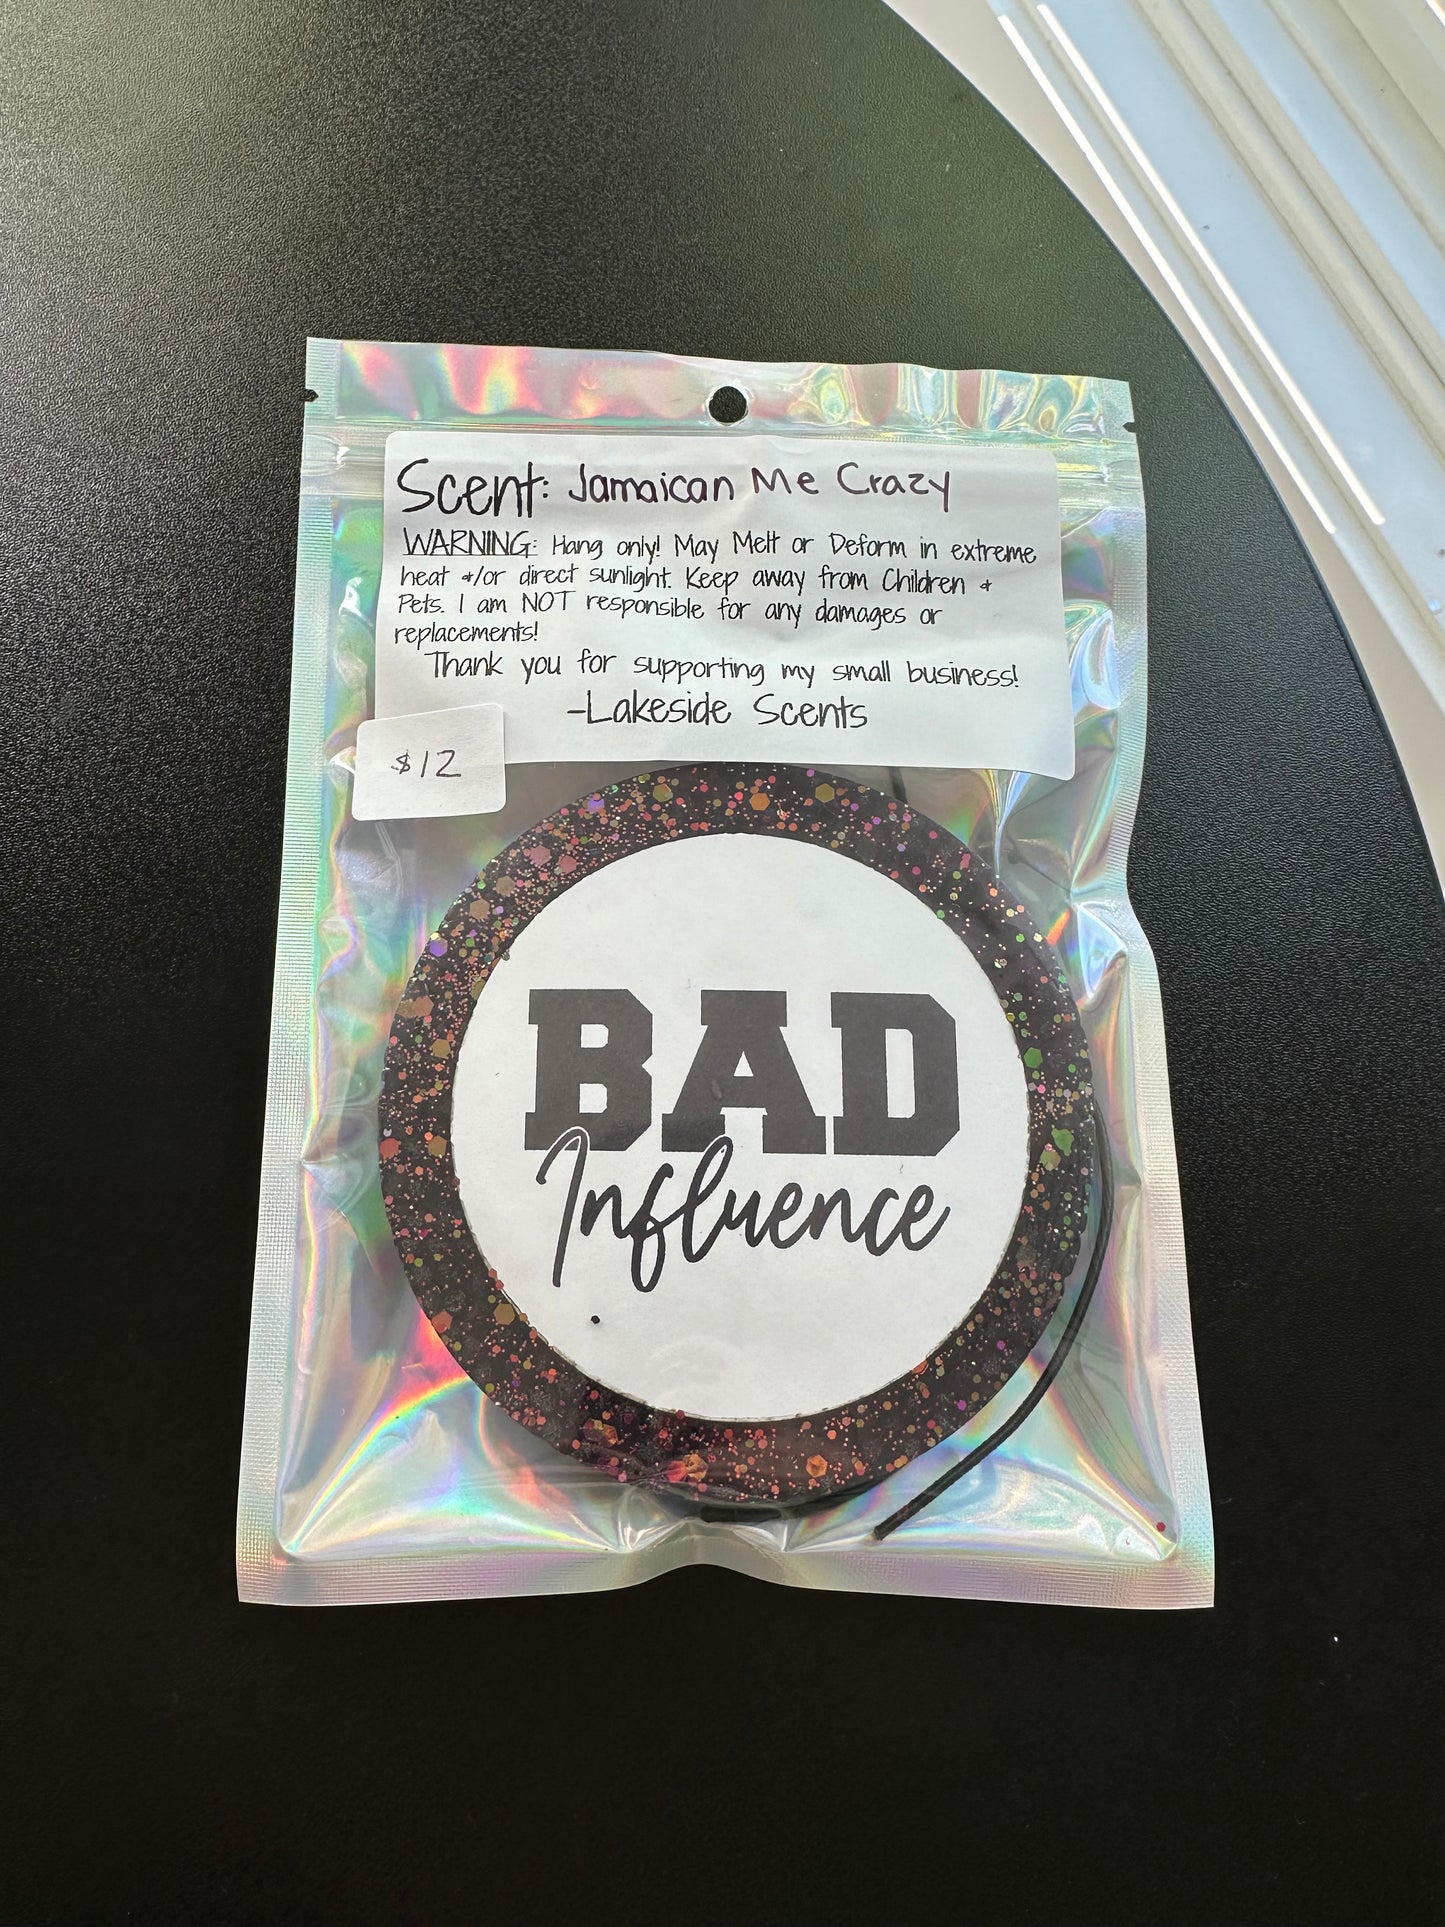 Scent: Jamaican Me Crazy
WARNING: Hang only! May Melt or Deform in extreme
heat +/or direct sunlight. Keep away from Children +
Pets. I am NOT responsible for any damages or
replacements!
Thank you for supporting my small business!
-Lakeside Scents
$12
BAD
Influence